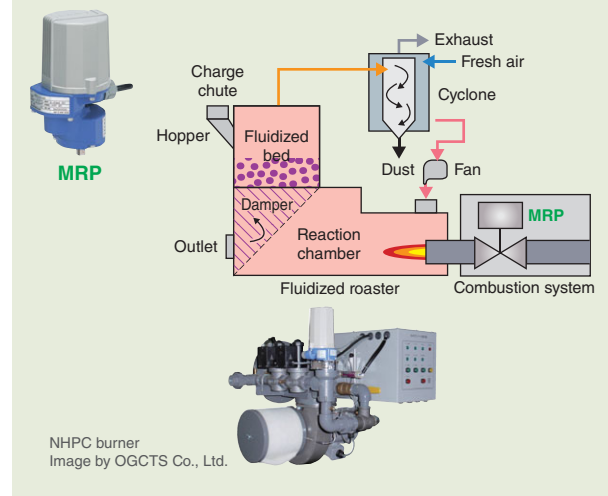 MRP
Charge
chute
Hopper
Fluidized
bed
Damper
Outlet
Reaction
chamber
Fluidized roaster
Exhaust
Fresh air
Cyclone
Dust
Fan
MRP
Combustion system
NHPC burner
Image by OGCTS Co., Ltd.